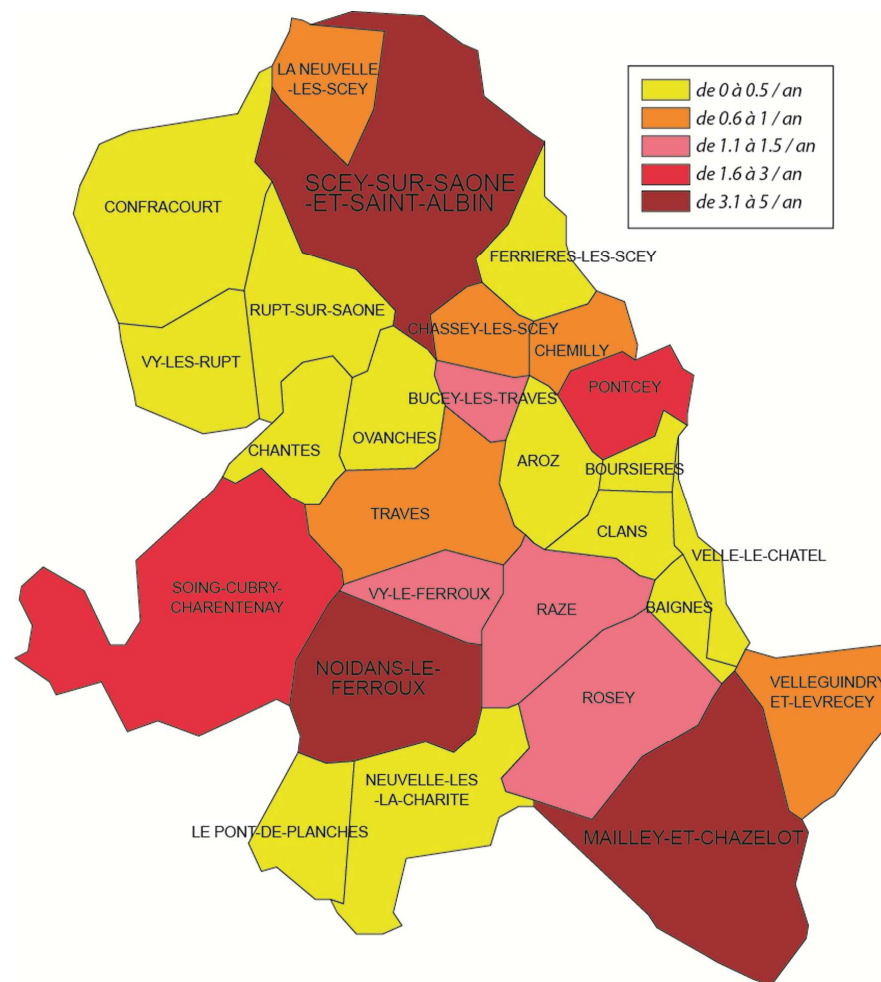 LA NEUVELLE
-LES-SCEY
de 0 à 0.5 / an
de 0.6 à 1 / an
de 1.1 à 1.5 / an
de 1.6 à 3 / an
de 3.1 à 5 / an
SCEY-SUR-SAONE
-ET-SAINT-ALBIN
CONFRACOURT
FERRIERES-LES-SCEY
RUPT-SUR-SAONE
CHASSEY-LES-SCEY
CHEMILLY
VY-LES-RUPT
PONTCEY
BUCEY-LES-TRAVES
OVANCHES
CHANTES
AROZ
BOURSIERES
TRAVES
CLANS
VELLE-LE-CHATEL
SOING-CUBRY-
CHARENTENAY
VY-LE-FERROUX
RAZE
BAIGNES
NOIDANS-LE-
FERROUX
ROSEY
VELLEGUINDRY
ET-LEVRECEY
NEUVELLE-LES
-LA-CHARITE
LE PONT-DE-PLANCHES
MAILLEY-ET-CHAZELOT